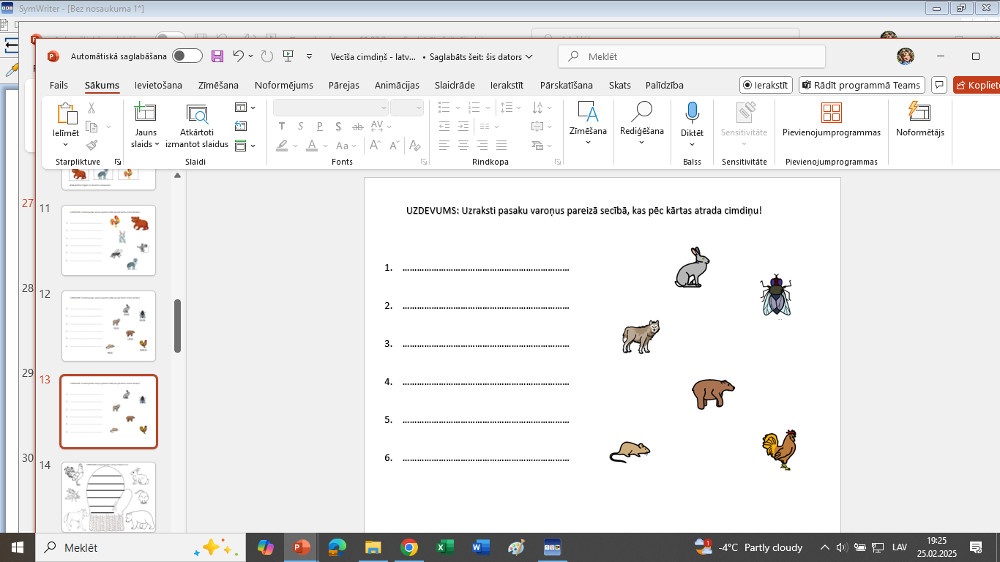 SymWriter - [Bez nosaukuma 1*]
Automātiskā saglabāšana
Vecīša cimdiņš - latv... • Saglabāts šeit: šis dators
Meklēt
Fails Sākums Ievietošana Zīmēšana Noformējums Pārejas Animācijas Slaidrāde Ierakstīt Pārskatīšana Skats Palīdzība Ierakstīt Rādīt programmā Teams Kopliet
Ielīmēt
Starpliktuve
Jauns slaids
Atkārtoti izmantot slaidus
Slaidi
Fonts
Rindkopa
Zīmēšana
Rediģēšana
Diktēt
Balss
Sensitivitāte
Sensitivitāte
Pievienojumprogrammas
Pievienojumprogrammas
Noformētājs
27
28
29
30
11
12
13
14
UZDEVUMS: Uzraksti pasaku varoņus pareizā secībā, kas pēc kārtas atrada cimdiņu!
1. ……………………………………………………………
2. ……………………………………………………………
3. ……………………………………………………………
4. ……………………………………………………………
5. ……………………………………………………………
6. ……………………………………………………………
Meklēt
-4°C Partly cloudy
LAV
19:25
25.02.2025